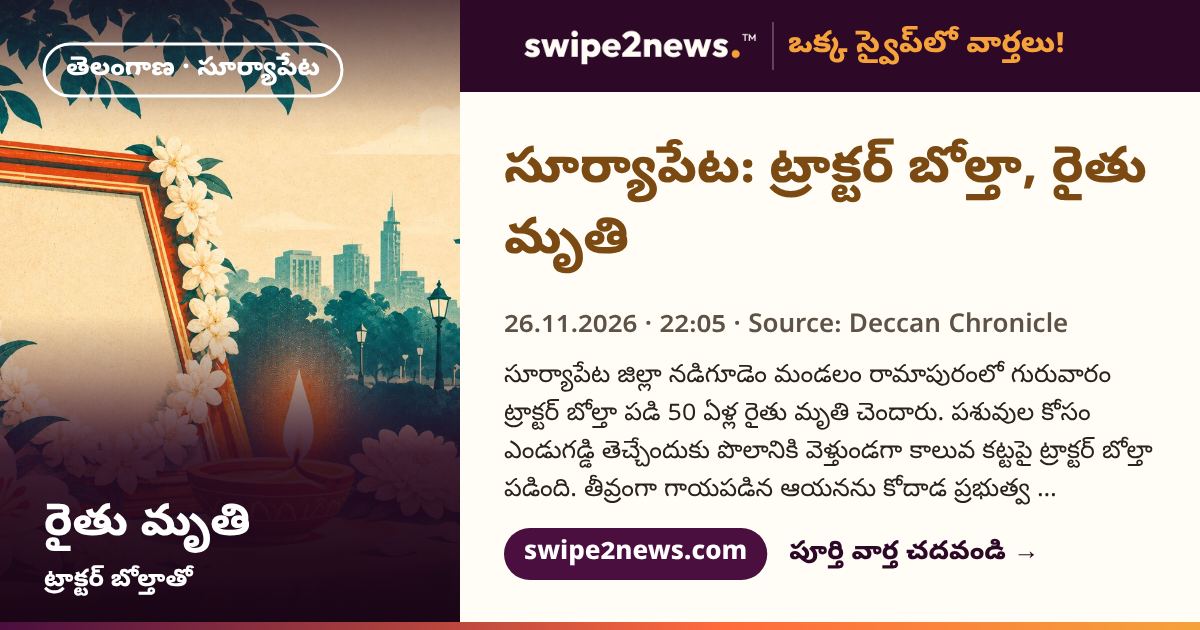 తెలంగాణ · సూర్యాపేట
రైతు మృతి
ట్రాక్టర్ బోల్తాతో
swipe2news.™ ఒక్క స్వైప్‌లో వార్తలు!
సూర్యాపేట: ట్రాక్టర్ బోల్తా, రైతు
మృతి
26.11.2026 · 22:05 · Source: Deccan Chronicle
సూర్యాపేట జిల్లా నడిగూడెం మండలం రామాపురంలో గురువారం
ట్రాక్టర్ బోల్తా పడి 50 ఏళ్ల రైతు మృతి చెందారు. పశువుల కోసం
ఎండుగడ్డి తెచ్చేందుకు పొలానికి వెళ్తుండగా కాలువ కట్టపై ట్రాక్టర్ బోల్తా
పడింది. తీవ్రంగా గాయపడిన ఆయనను కోదాడ ప్రభుత్వ ...
swipe2news.com పూర్తి వార్త చదవండి →